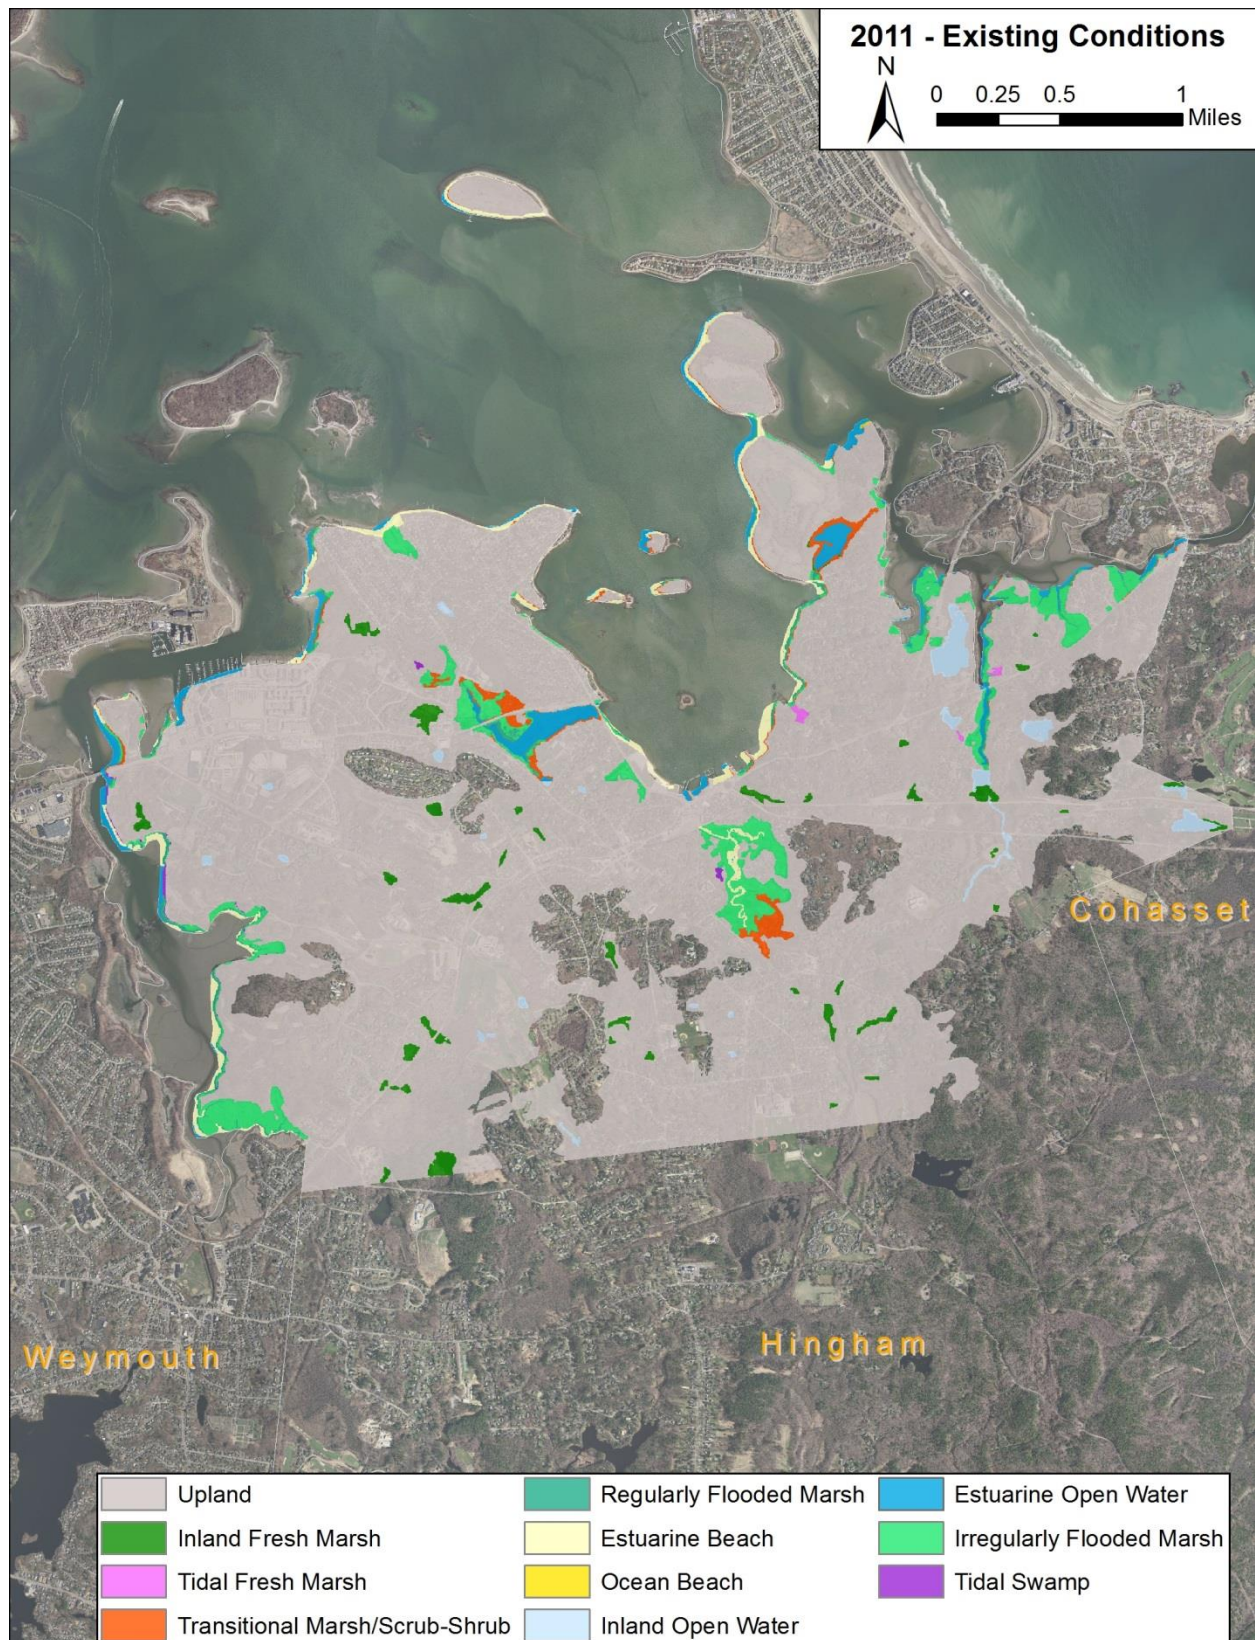 2011 - Existing Conditions
N
0 0.25 0.5 1
Miles
Cohasset
Weymouth
Hingham
Upland
Inland Fresh Marsh
Tidal Fresh Marsh
Transitional Marsh/Scrub-Shrub
Regularly Flooded Marsh
Estuarine Beach
Ocean Beach
Inland Open Water
Estuarine Open Water
Irregularly Flooded Marsh
Tidal Swamp